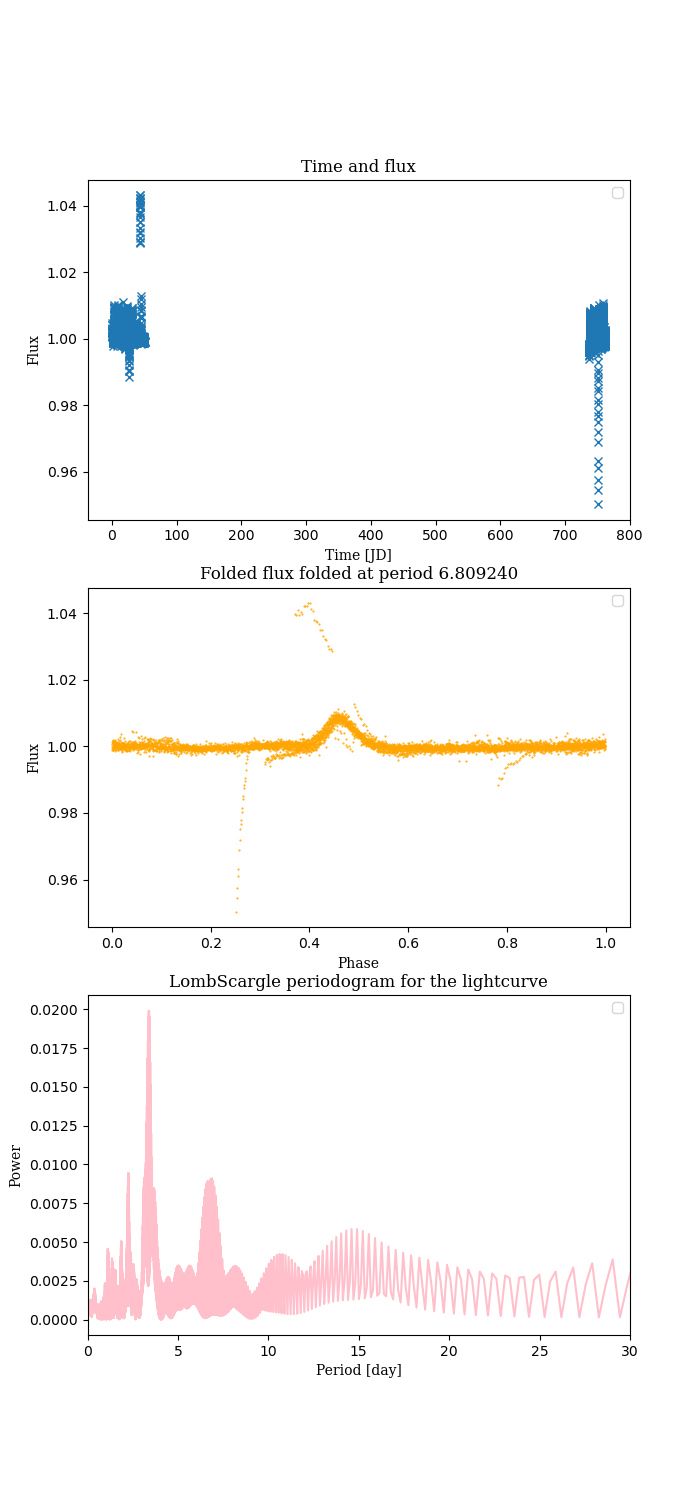 Time and flux
Flux
1.04
1.02
1.00
0.98
0.96
0 100 200 300 400 500 600 700 800
Time [JD]
Folded flux folded at period 6.809240
Flux
1.04
1.02
1.00
0.98
0.96
0.0 0.2 0.4 0.6 0.8 1.0
Phase
LombScargle periodogram for the lightcurve
Power
0.0200
0.0175
0.0150
0.0125
0.0100
0.0075
0.0050
0.0025
0.0000
0 5 10 15 20 25 30
Period [day]